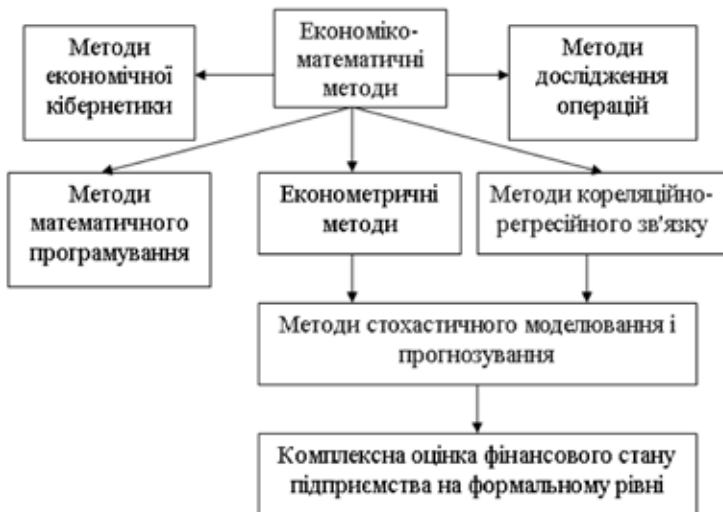 Методи
економічної
кібернетики
Економіко-
математичні
методи
Методи
дослідження
операцій
Методи
математичного
програмування
Економетричні
методи
Методи кореляційно-
регресійного зв'язку
Методи стохастичного моделювання і
прогнозування
Комплексна оцінка фінансового стану
підприємства на формальному рівні